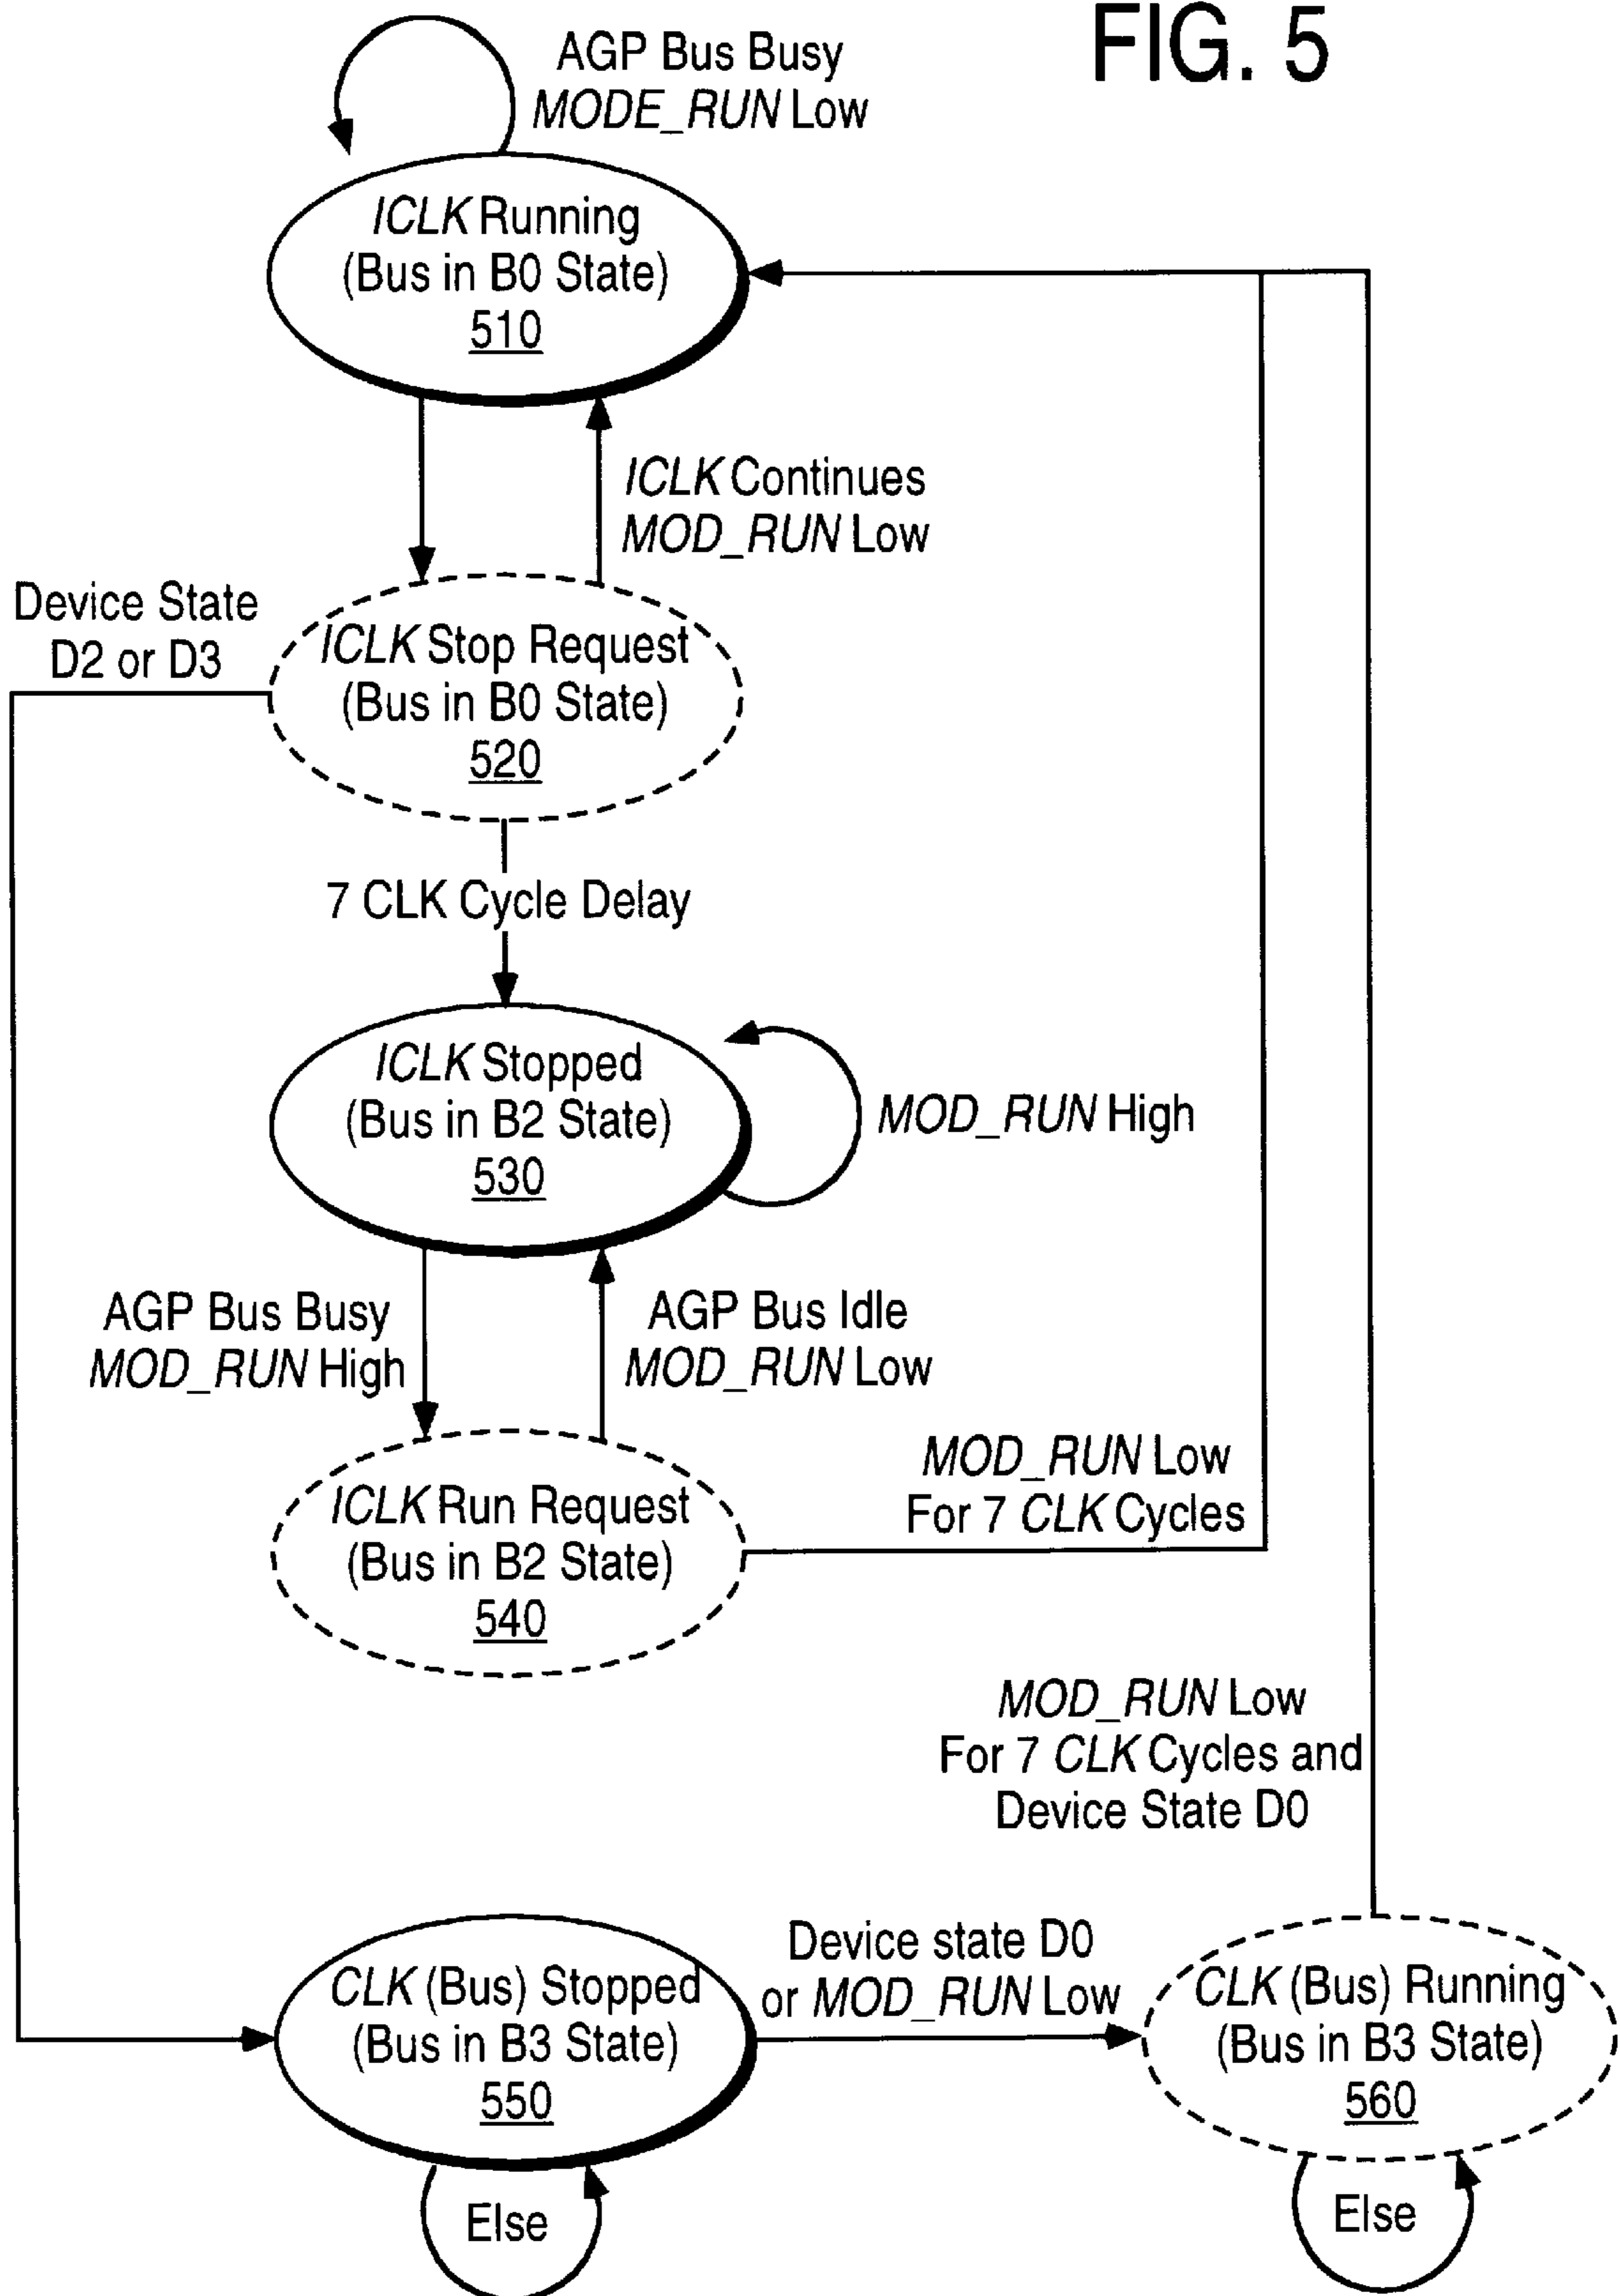 FIG. 5
AGP Bus Busy
MODE_RUN Low
ICLK Running
(Bus in B0 State)
510
ICLK Continues
MOD_RUN Low
Device State
D2 or D3
ICLK Stop Request
(Bus in B0 State)
520
7 CLK Cycle Delay
ICLK Stopped
(Bus in B2 State)
530
MOD_RUN High
AGP Bus Busy
MOD_RUN High
AGP Bus Idle
MOD_RUN Low
ICLK Run Request
(Bus in B2 State)
540
MOD_RUN Low
For 7 CLK Cycles
MOD_RUN Low
For 7 CLK Cycles and
Device State D0
CLK (Bus) Stopped
(Bus in B3 State)
550
Device state D0
or MOD_RUN Low
CLK (Bus) Running
(Bus in B3 State)
560
Else
Else